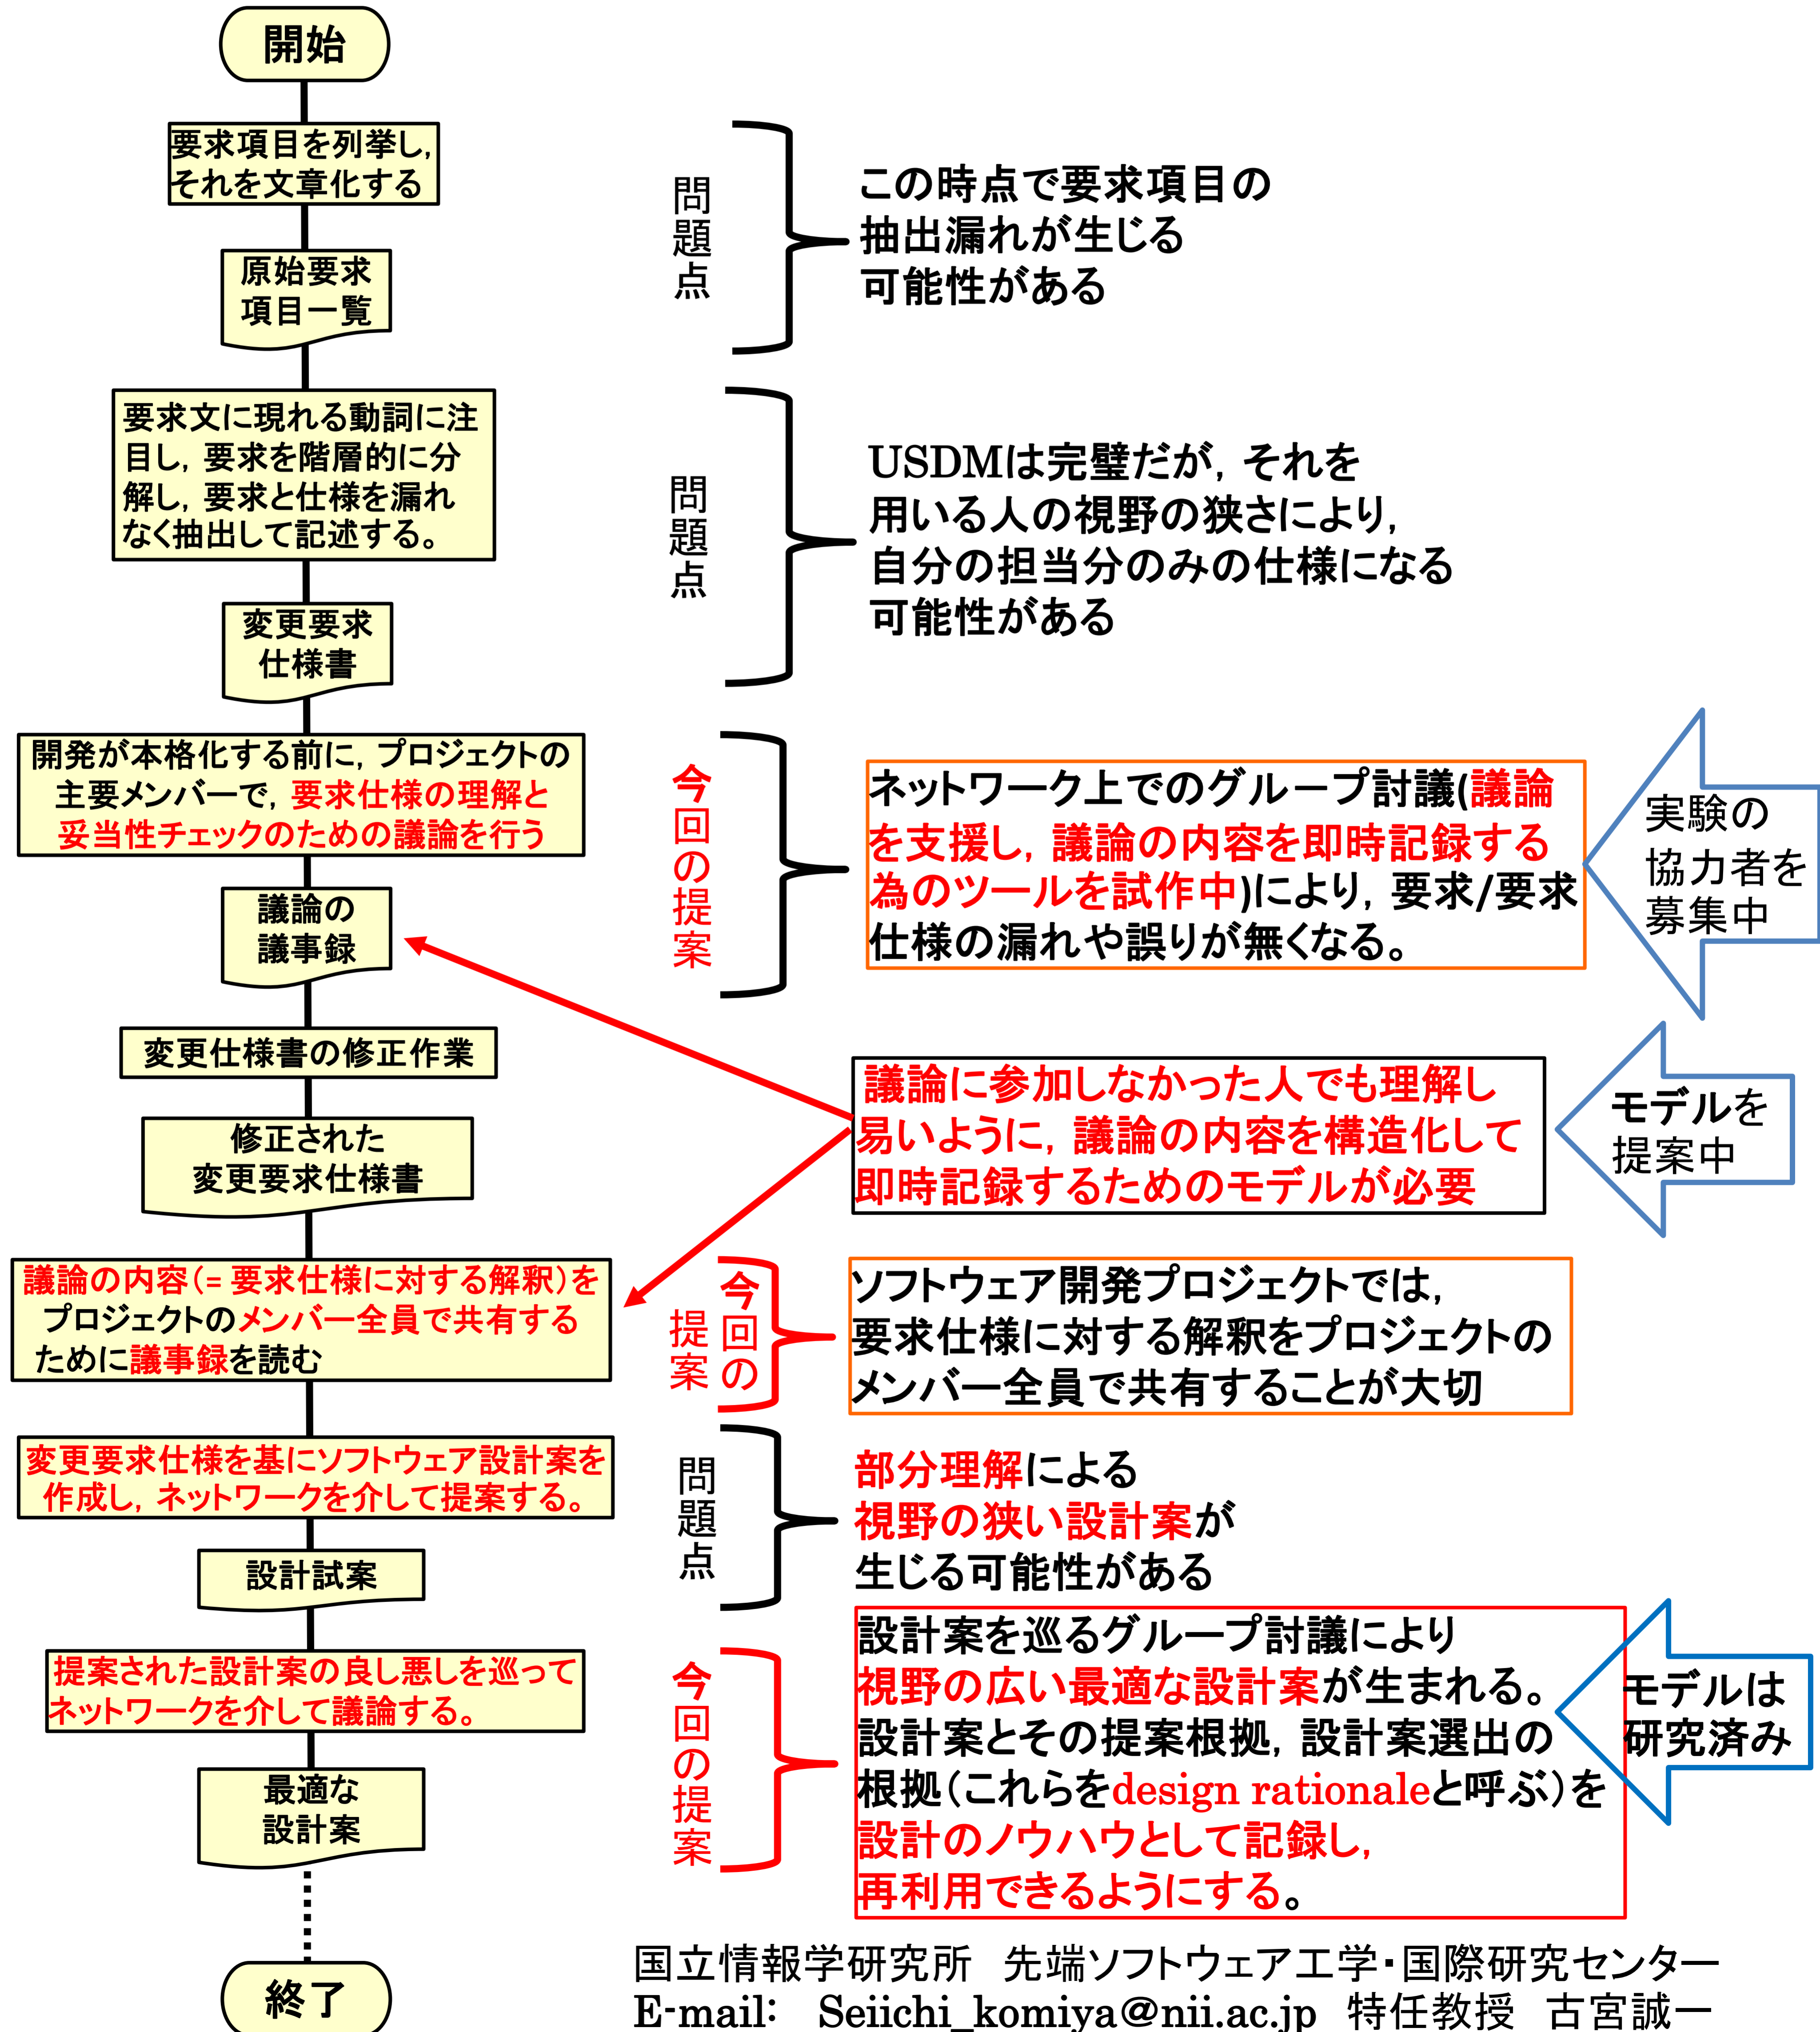 開始
要求項目を列挙し,
それを文章化する
原始要求
項目一覧
問題点
この時点で要求項目の
抽出漏れが生じる
可能性がある
要求文に現れる動詞に注
目し, 要求を階層的に分
解し, 要求と仕様を漏れ
なく抽出して記述する。
変更要求
仕様書
問題点
USDMは完璧だが, それを
用いる人の視野の狭さにより,
自分の担当分のみの仕様になる
可能性がある
開発が本格化する前に, プロジェクトの
主要メンバーで, 要求仕様の理解と
妥当性チェックのための議論を行う
議論の
議事録
今回の提案
ネットワーク上でのグループ討議(議論
を支援し, 議論の内容を即時記録する
為のツールを試作中)により, 要求/要求
仕様の漏れや誤りが無くなる。
実験の
協力者を
募集中
変更仕様書の修正作業
修正された
変更要求仕様書
議論に参加しなかった人でも理解し
易いように, 議論の内容を構造化して
即時記録するためのモデルが必要
モデルを
提案中
議論の内容(= 要求仕様に対する解釈)を
プロジェクトのメンバー全員で共有する
ために議事録を読む
今回の
提案
ソフトウェア開発プロジェクトでは,
要求仕様に対する解釈をプロジェクトの
メンバー全員で共有することが大切
変更要求仕様を基にソフトウェア設計案を
作成し, ネットワークを介して提案する。
設計試案
問題点
部分理解による
視野の狭い設計案が
生じる可能性がある
提案された設計案の良し悪しを巡って
ネットワークを介して議論する。
最適な
設計案
今回の提案
設計案を巡るグループ討議により
視野の広い最適な設計案が生まれる。
設計案とその提案根拠, 設計案選出の
根拠(これらをdesign rationaleと呼ぶ)を
設計のノウハウとして記録し,
再利用できるようにする。
モデルは
研究済み
終了
国立情報学研究所 先端ソフトウェア工学・国際研究センター
E-mail: Seiichi_komiya@nii.ac.jp 特任教授 古宮誠一